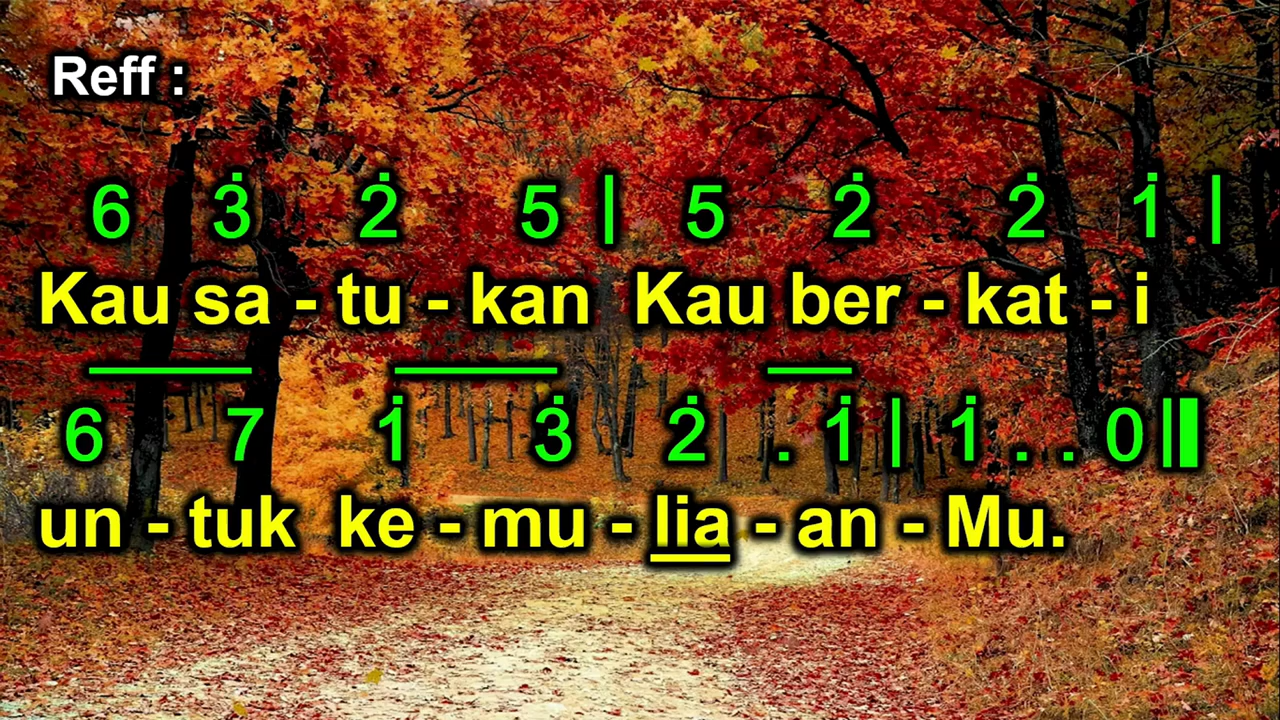 Reff :
6 3̇ 2̇ 5 | 5 2̇ 2̇ 1̇ |
Kau sa - tu - kan Kau ber - kat - i
6 7 1̇ 3̇ 2̇ . 1̇ | 1̇ . . 0 ||
un - tuk ke - mu - lia - an - Mu.